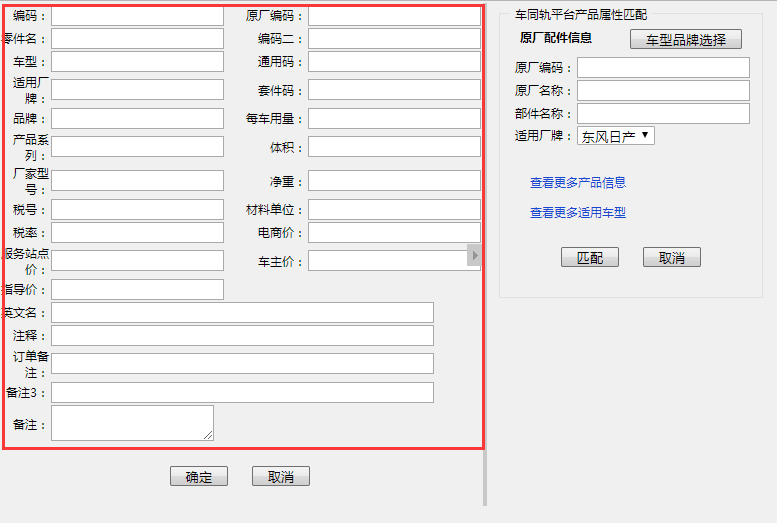 编码：
原厂编码：
零件名：
编码二：
车型：
通用码：
适用厂
牌：
套件码：
品牌：
每车用量：
产品系
列：
体积：
厂家型
号：
净重：
税号：
材料单位：
税率：
电商价：
服务站点
价：
车主价：
指导价：
英文名：
注释：
订单备
注：
备注3：
备注：
确定 取消
车同轨平台产品属性匹配
原厂配件信息 车型品牌选择
原厂编码：
原厂名称：
部件名称：
适用厂牌：东风日产
查看更多产品信息
查看更多适用车型
匹配 取消